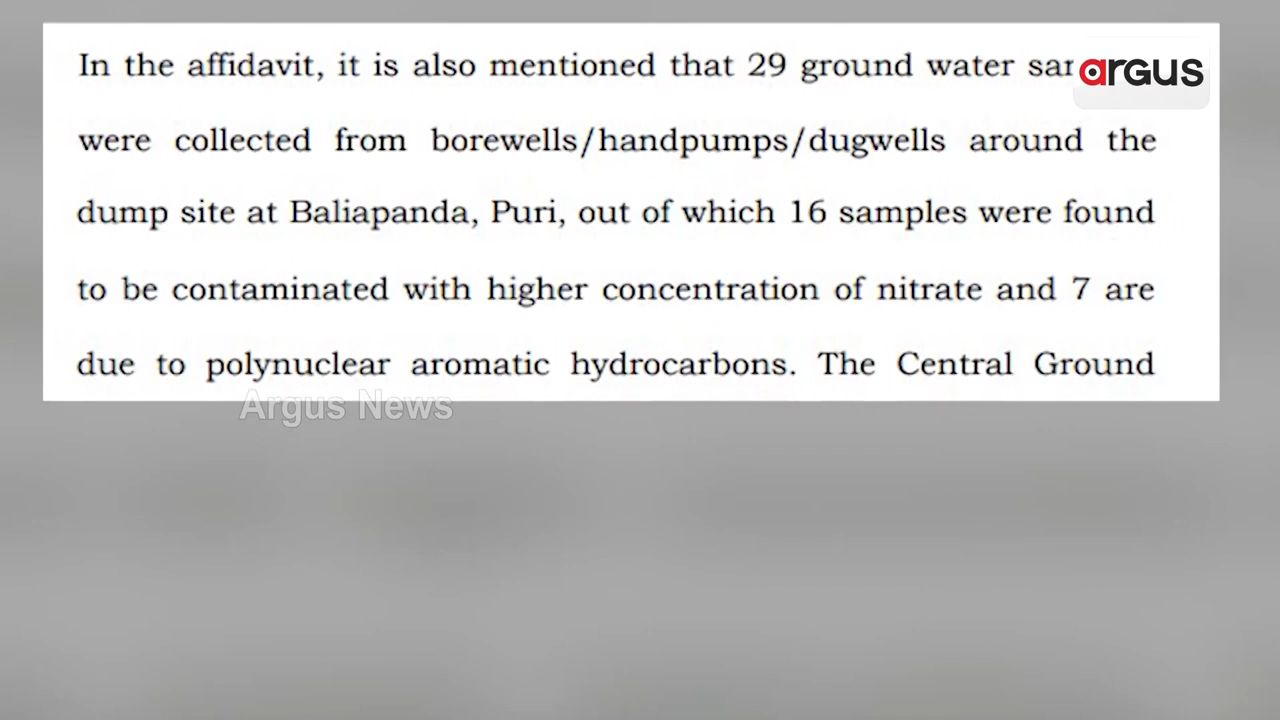 In the affidavit, it is also mentioned that 29 ground water
argus
were collected from borewells/handpumps/dugwells around the
dump site at Baliapanda, Puri, out of which 16 samples were found
to be contaminated with higher concentration of nitrate and 7 are
due to polynuclear aromatic hydrocarbons. The Central Ground
Argus News